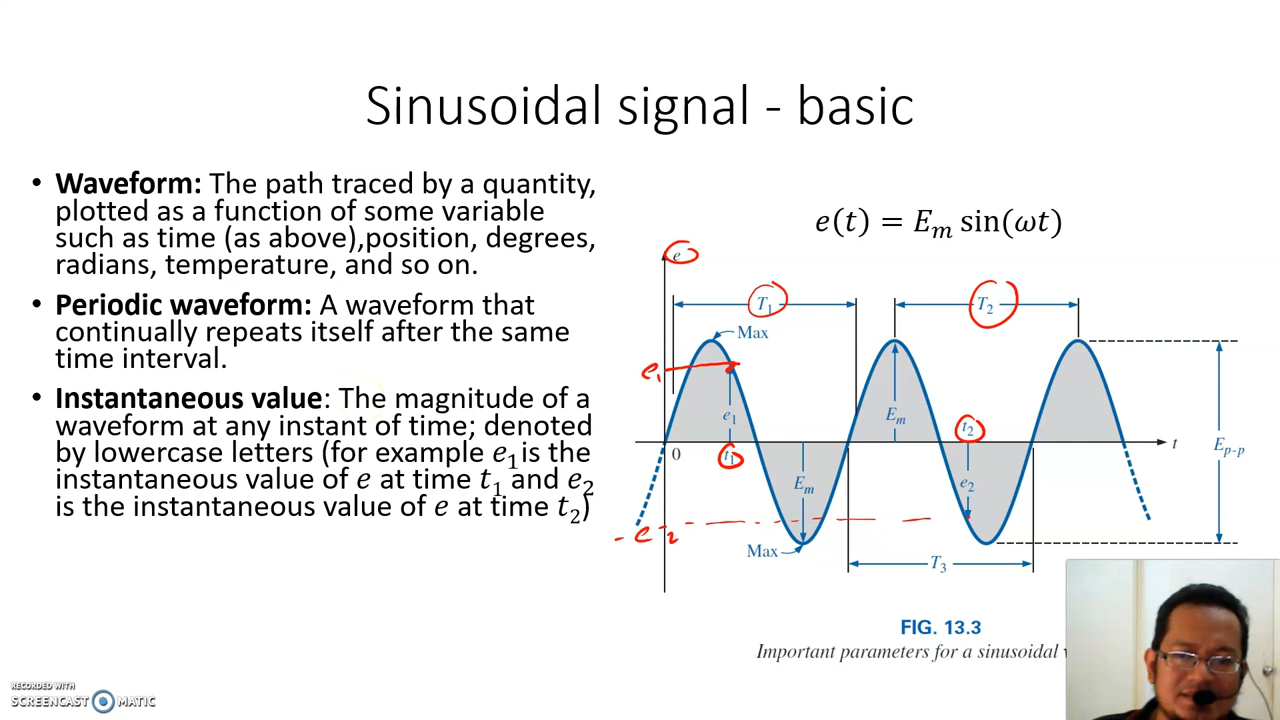 Sinusoidal signal - basic
• Waveform: The path traced by a quantity,
plotted as a function of some variable
such as time (as above),position, degrees,
radians, temperature, and so on.
• Periodic waveform: A waveform that
continually repeats itself after the same
time interval.
• Instantaneous value: The magnitude of a
waveform at any instant of time; denoted
by lowercase letters (for example e₁ is the
instantaneous value of e at time t₁ and e₂
is the instantaneous value of e at time t₂)
e(t) = Eₘ sin(ωt)
e
T₁
T₂
Max
e₁
e₁
Eₘ
t₂
0
t₁
t
Eₚ₋ₚ
Eₘ
e₂
- e₂
Max
T₃
FIG. 13.3
Important parameters for a sinusoidal
RECORDED WITH
SCREENCAST MATIC